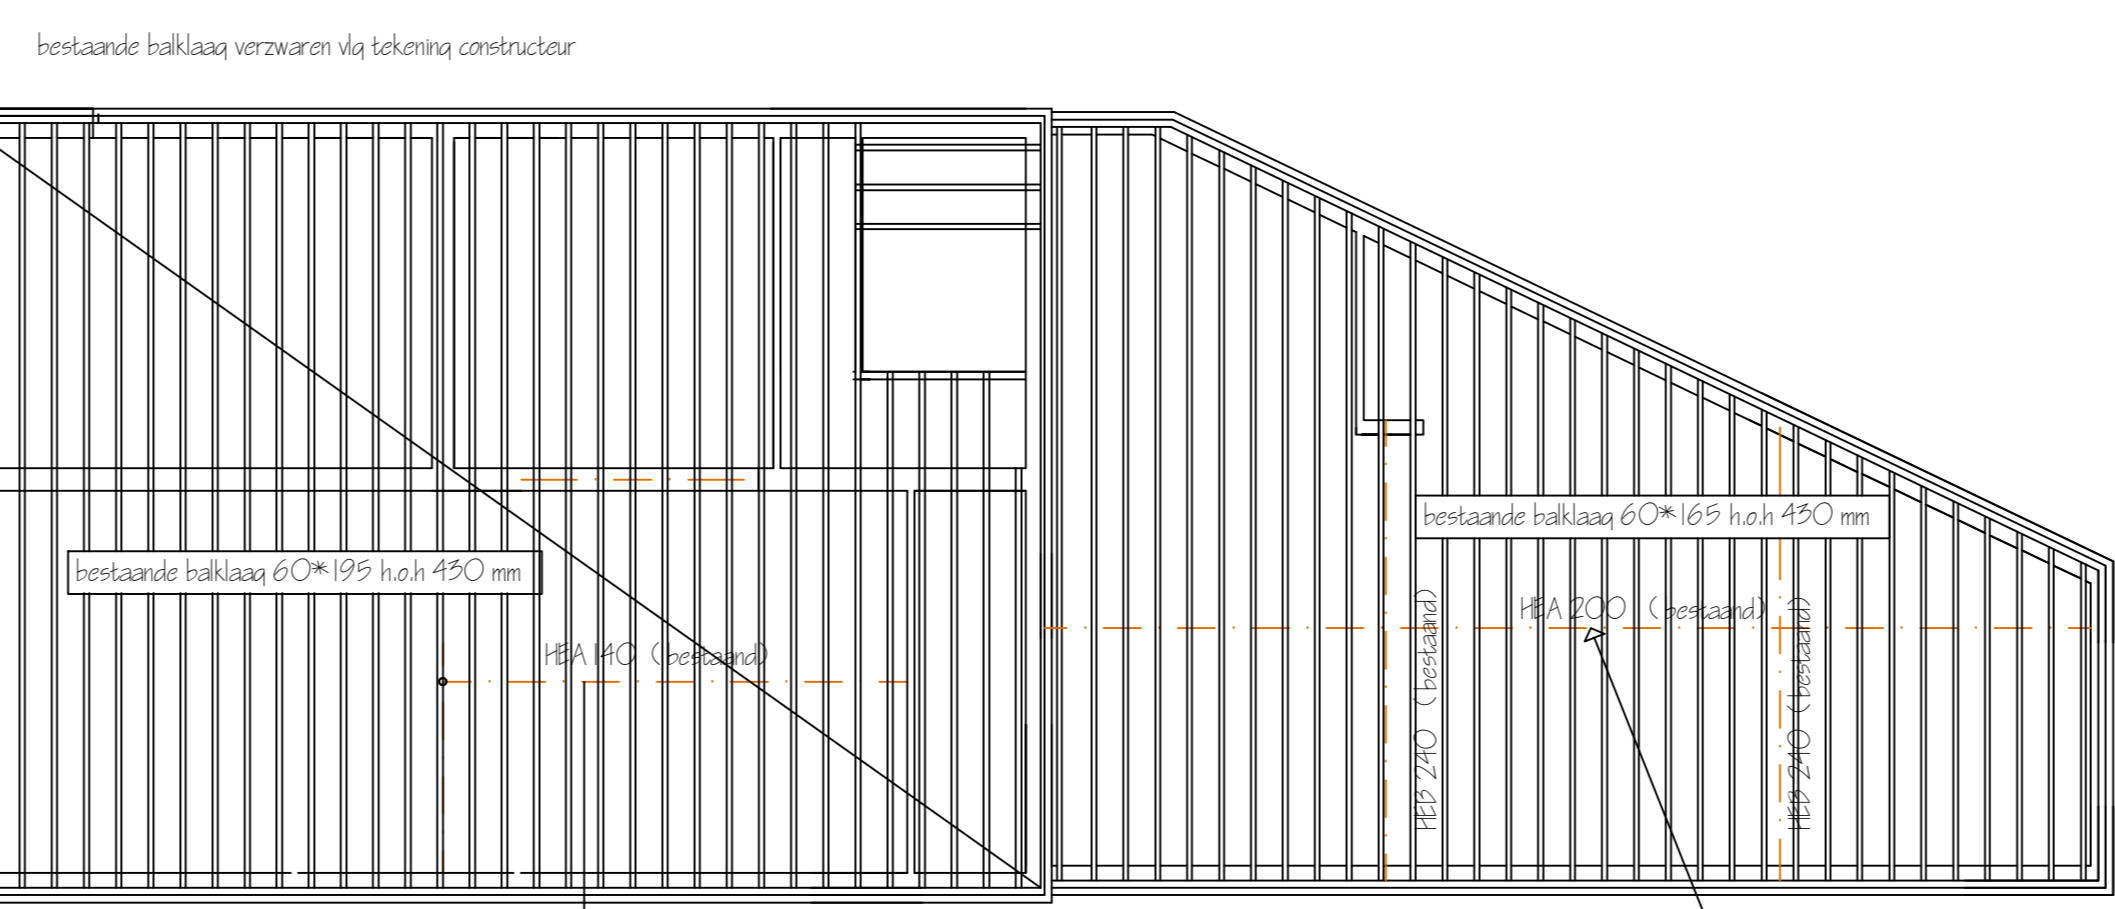 bestaande balklaag verzwaren vlg tekening constructeur
bestaande balklaag 60*165 h.o.h 430 mm
bestaande balklaag 60*195 h.o.h 430 mm
HEA 200 (bestaand)
HEA 140 (bestaand)
HEB 240 (bestaand)
HEB 240 (bestaand)